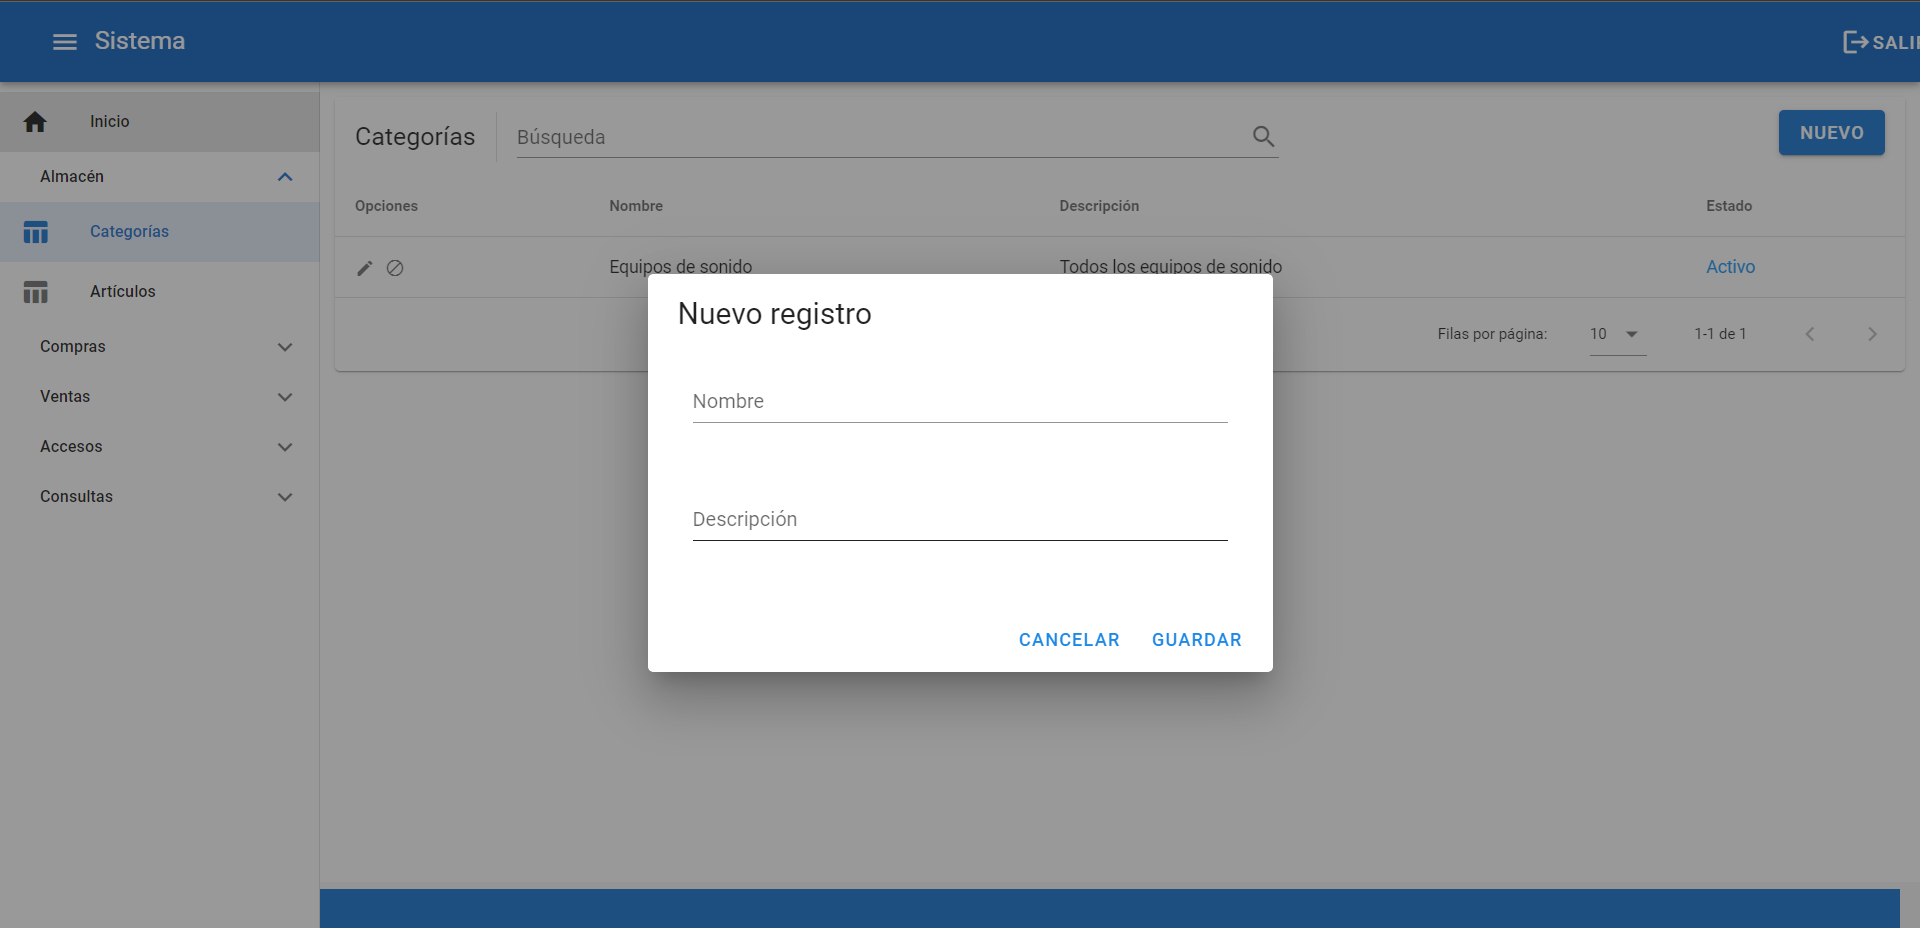 Sistema
SALIR
Inicio
Almacén
Categorías
Artículos
Compras
Ventas
Accesos
Consultas
Categorías
Búsqueda
NUEVO
Opciones Nombre Descripción Estado
Equipos de sonido Todos los equipos de sonido Activo
Filas por página: 10 1-1 de 1
Nuevo registro
Nombre
Descripción
CANCELAR GUARDAR